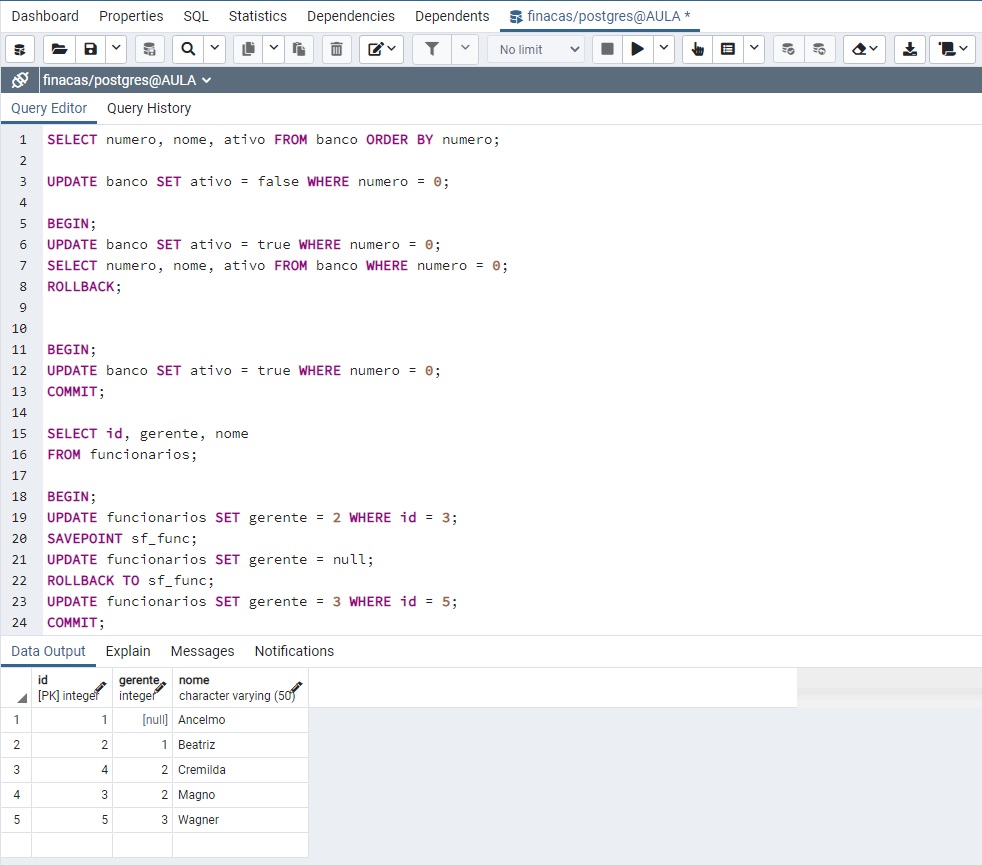 Dashboard Properties SQL Statistics Dependencies Dependents finacas/postgres@AULA *
No limit
finacas/postgres@AULA
Query Editor Query History
1 SELECT numero, nome, ativo FROM banco ORDER BY numero;
2
3 UPDATE banco SET ativo = false WHERE numero = 0;
4
5 BEGIN;
6 UPDATE banco SET ativo = true WHERE numero = 0;
7 SELECT numero, nome, ativo FROM banco WHERE numero = 0;
8 ROLLBACK;
9
10
11 BEGIN;
12 UPDATE banco SET ativo = true WHERE numero = 0;
13 COMMIT;
14
15 SELECT id, gerente, nome
16 FROM funcionarios;
17
18 BEGIN;
19 UPDATE funcionarios SET gerente = 2 WHERE id = 3;
20 SAVEPOINT sf_func;
21 UPDATE funcionarios SET gerente = null;
22 ROLLBACK TO sf_func;
23 UPDATE funcionarios SET gerente = 3 WHERE id = 5;
24 COMMIT;
Data Output Explain Messages Notifications
id gerente nome
[PK] integer integer character varying (50)
1 1 [null] Ancelmo
2 2 1 Beatriz
3 4 2 Cremilda
4 3 2 Magno
5 5 3 Wagner